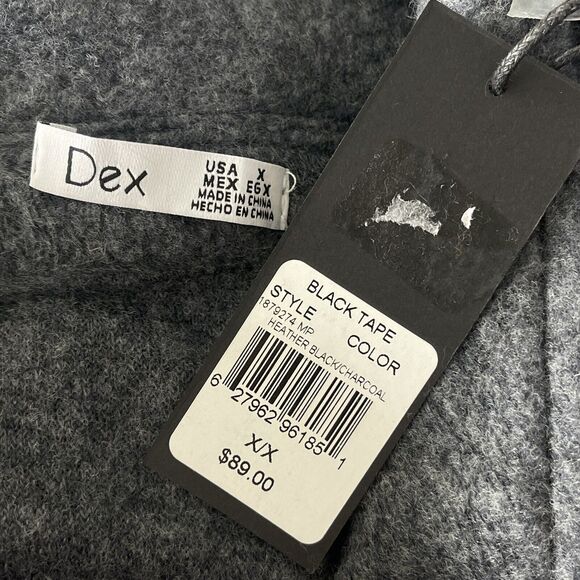 Dex
USA X
MEX EGX
MADE IN CHINA
HECHO EN CHINA
BLACK TAPE
STYLE COLOR
1879274 MP
HEATHER BLACK/CHARCOAL
6 27962 96185 1
X/X
$89.00